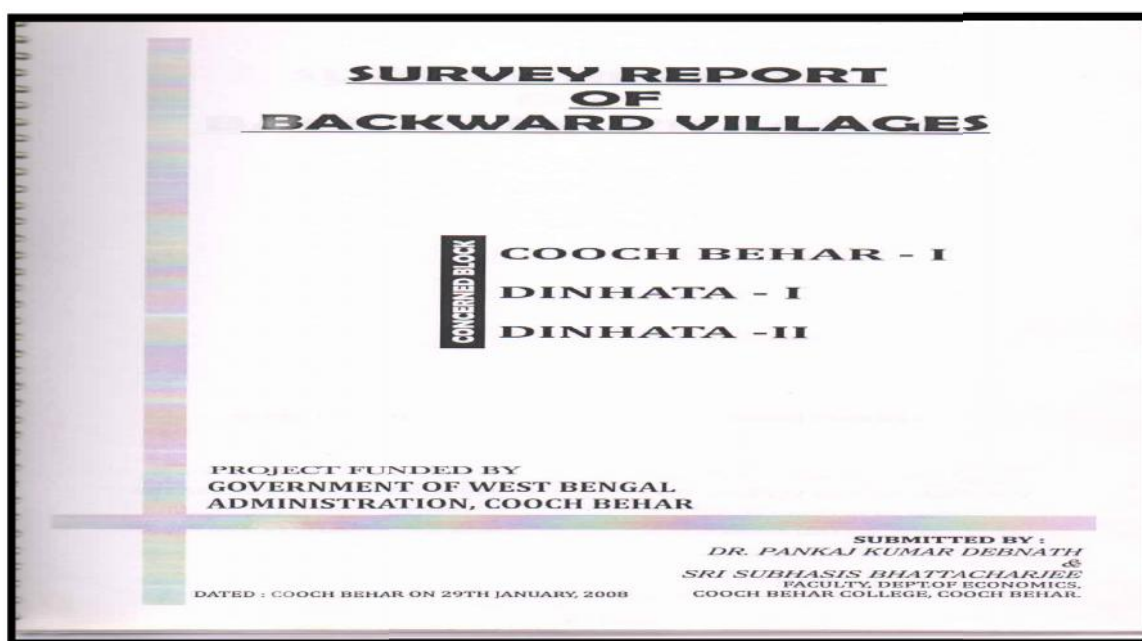 SURVEY REPORT
OF
BACKWARD VILLAGES
CONCERNED BLOCK
COOCH BEHAR - I
DINHATA - I
DINHATA -II
PROJECT FUNDED BY
GOVERNMENT OF WEST BENGAL
ADMINISTRATION, COOCH BEHAR
SUBMITTED BY :
DR. PANKAJ KUMAR DEBNATH
&
SRI SUBHASIS BHATTACHARJEE
FACULTY, DEPT.OF ECONOMICS,
COOCH BEHAR COLLEGE, COOCH BEHAR.
DATED : COOCH BEHAR ON 29TH JANUARY, 2008